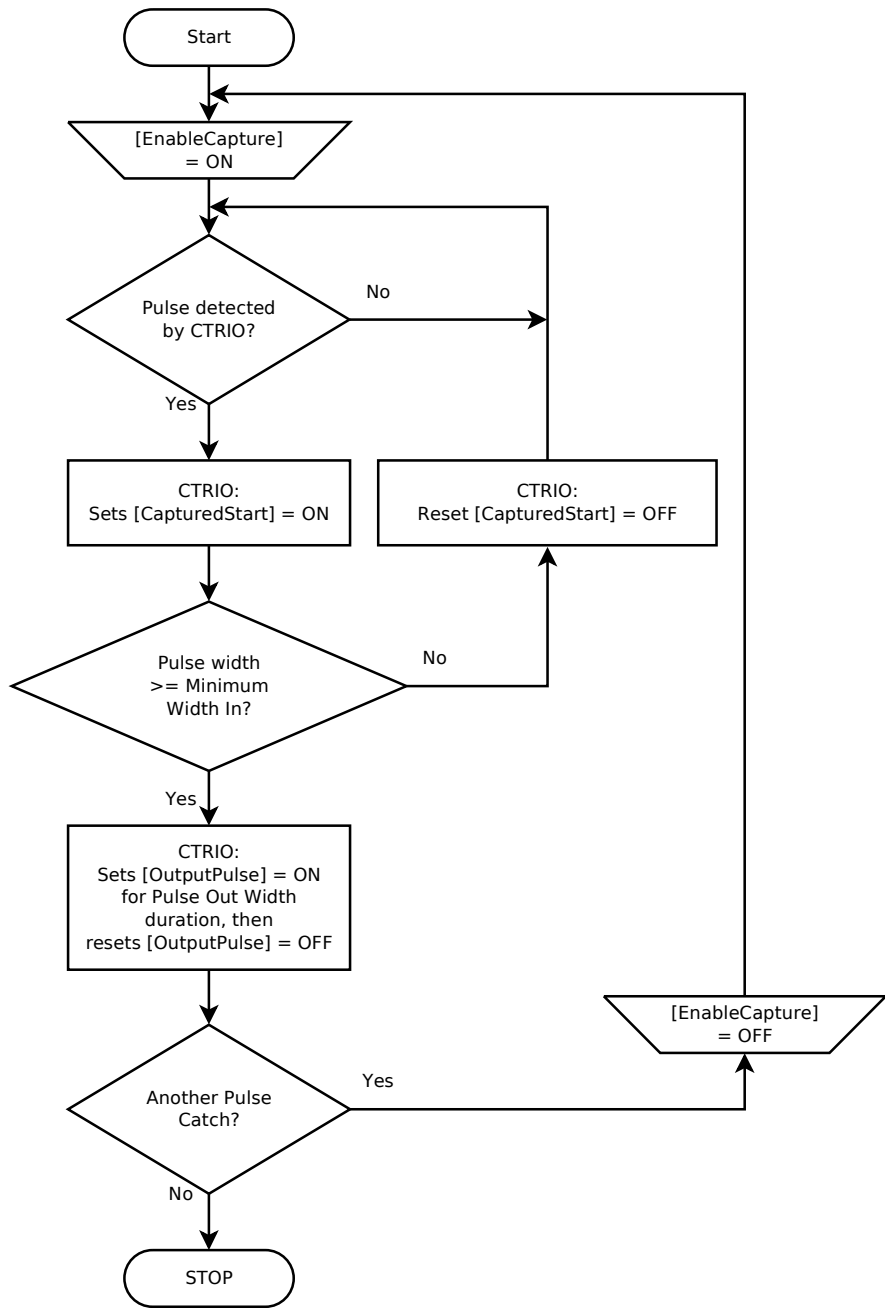 Start
[EnableCapture]
= ON
Pulse detected
by CTRIO?
No
Yes
CTRIO:
Sets [CapturedStart] = ON
CTRIO:
Reset [CapturedStart] = OFF
Pulse width
>= Minimum
Width In?
No
Yes
CTRIO:
Sets [OutputPulse] = ON
for Pulse Out Width
duration, then
resets [OutputPulse] = OFF
[EnableCapture]
= OFF
Another Pulse
Catch?
Yes
No
STOP